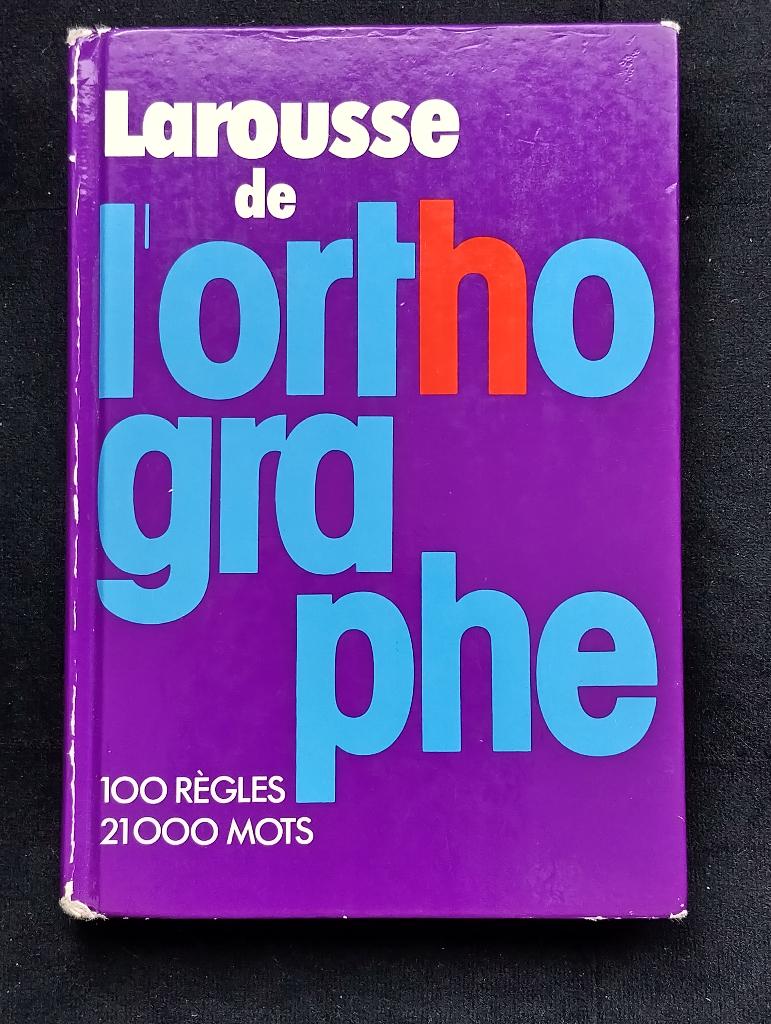 Larousse
de
l'ortho
gra
phe
100 RÈGLES
21000 MOTS